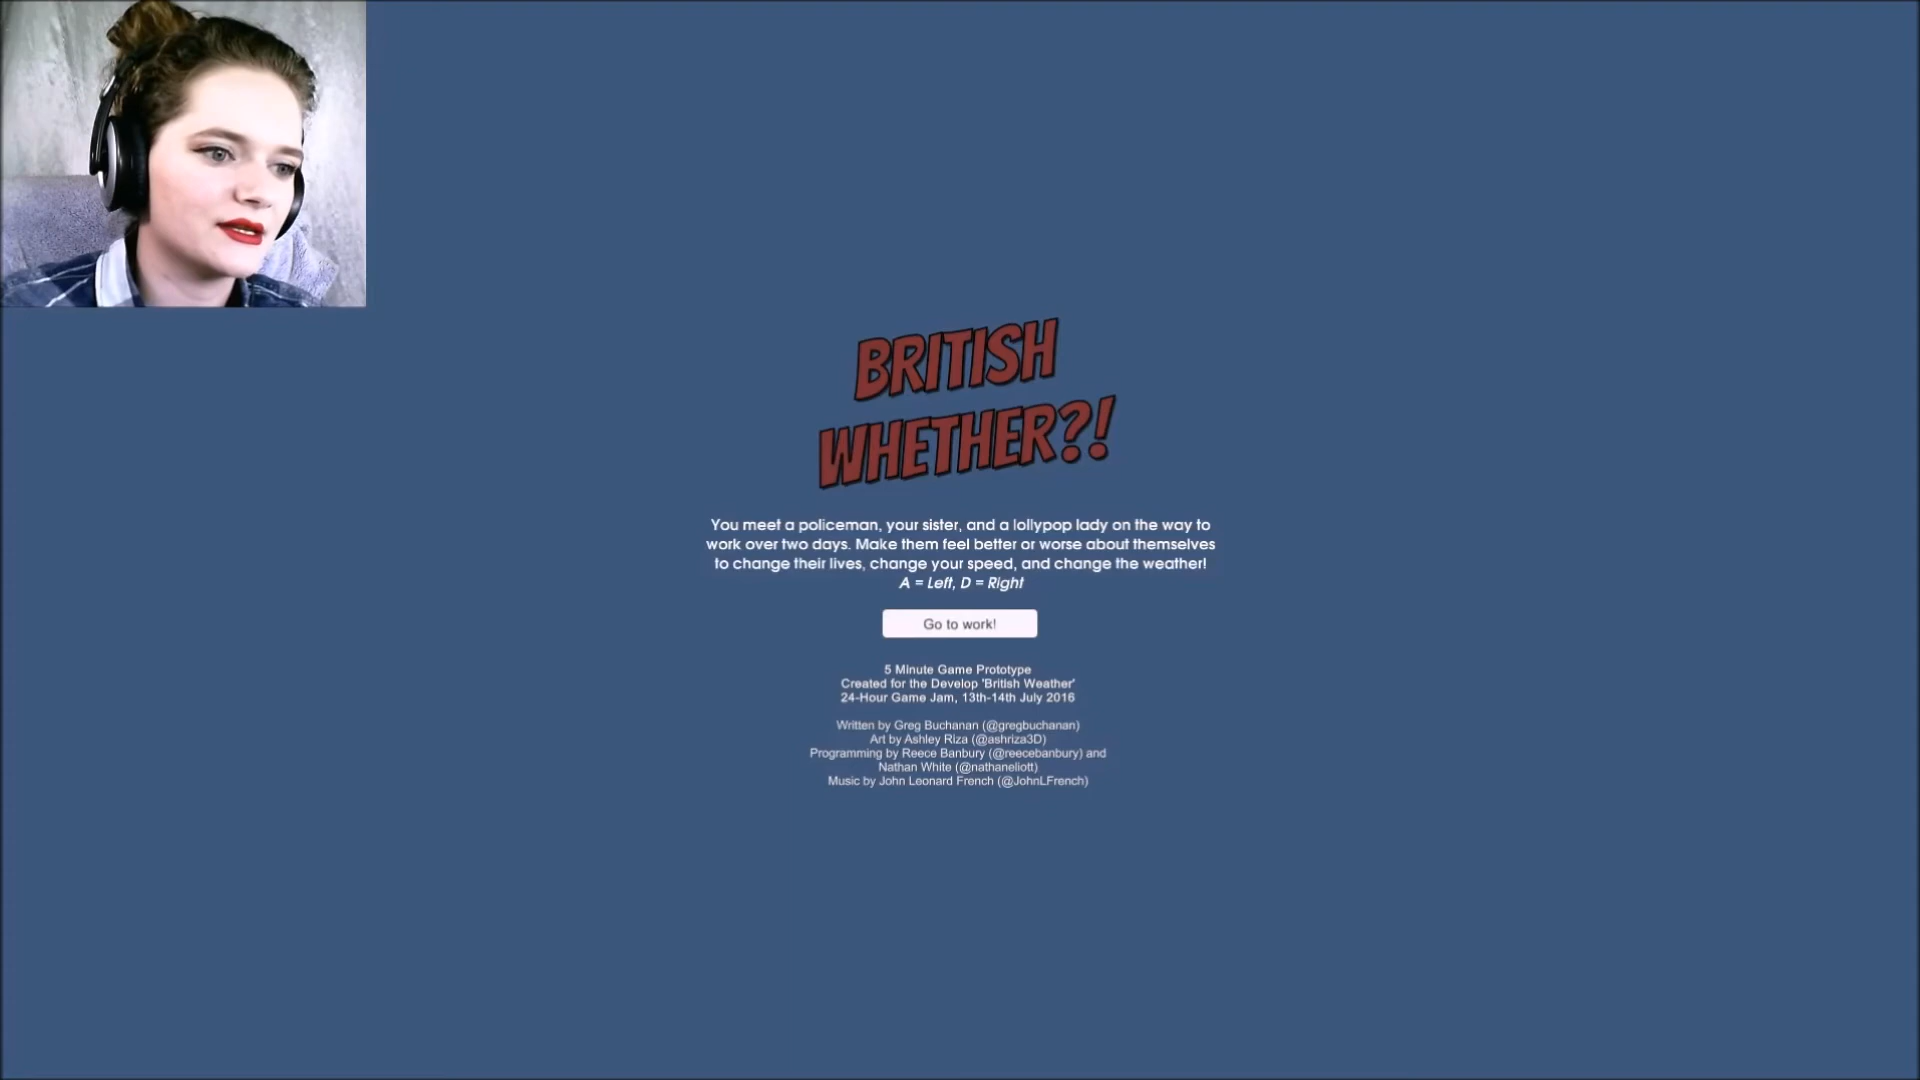 BRITISH
WHETHER?!
You meet a policeman, your sister, and a lollypop lady on the way to
work over two days. Make them feel better or worse about themselves
to change their lives, change your speed, and change the weather!
A = Left, D = Right
Go to work!
5 Minute Game Prototype
Created for the Develop 'British Weather'
24-Hour Game Jam, 13th-14th July 2016
Written by Greg Buchanan (@gregbuchanan)
Art by Ashley Riza (@ashriza3D)
Programming by Reece Banbury (@reecebanbury) and
Nathan White (@nathaneliott)
Music by John Leonard French (@JohnLFrench)